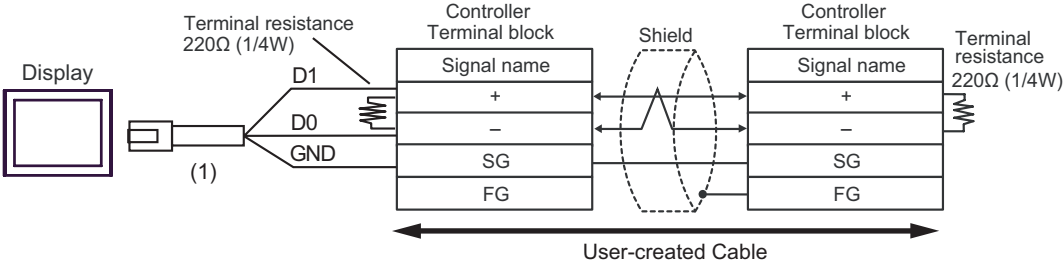 Display
(1)
Terminal resistance
220Ω (1/4W)
D1
D0
GND
Controller
Terminal block
Signal name
+
–
SG
FG
Shield
Controller
Terminal block
Signal name
+
–
SG
FG
Terminal
resistance
220Ω (1/4W)
User-created Cable